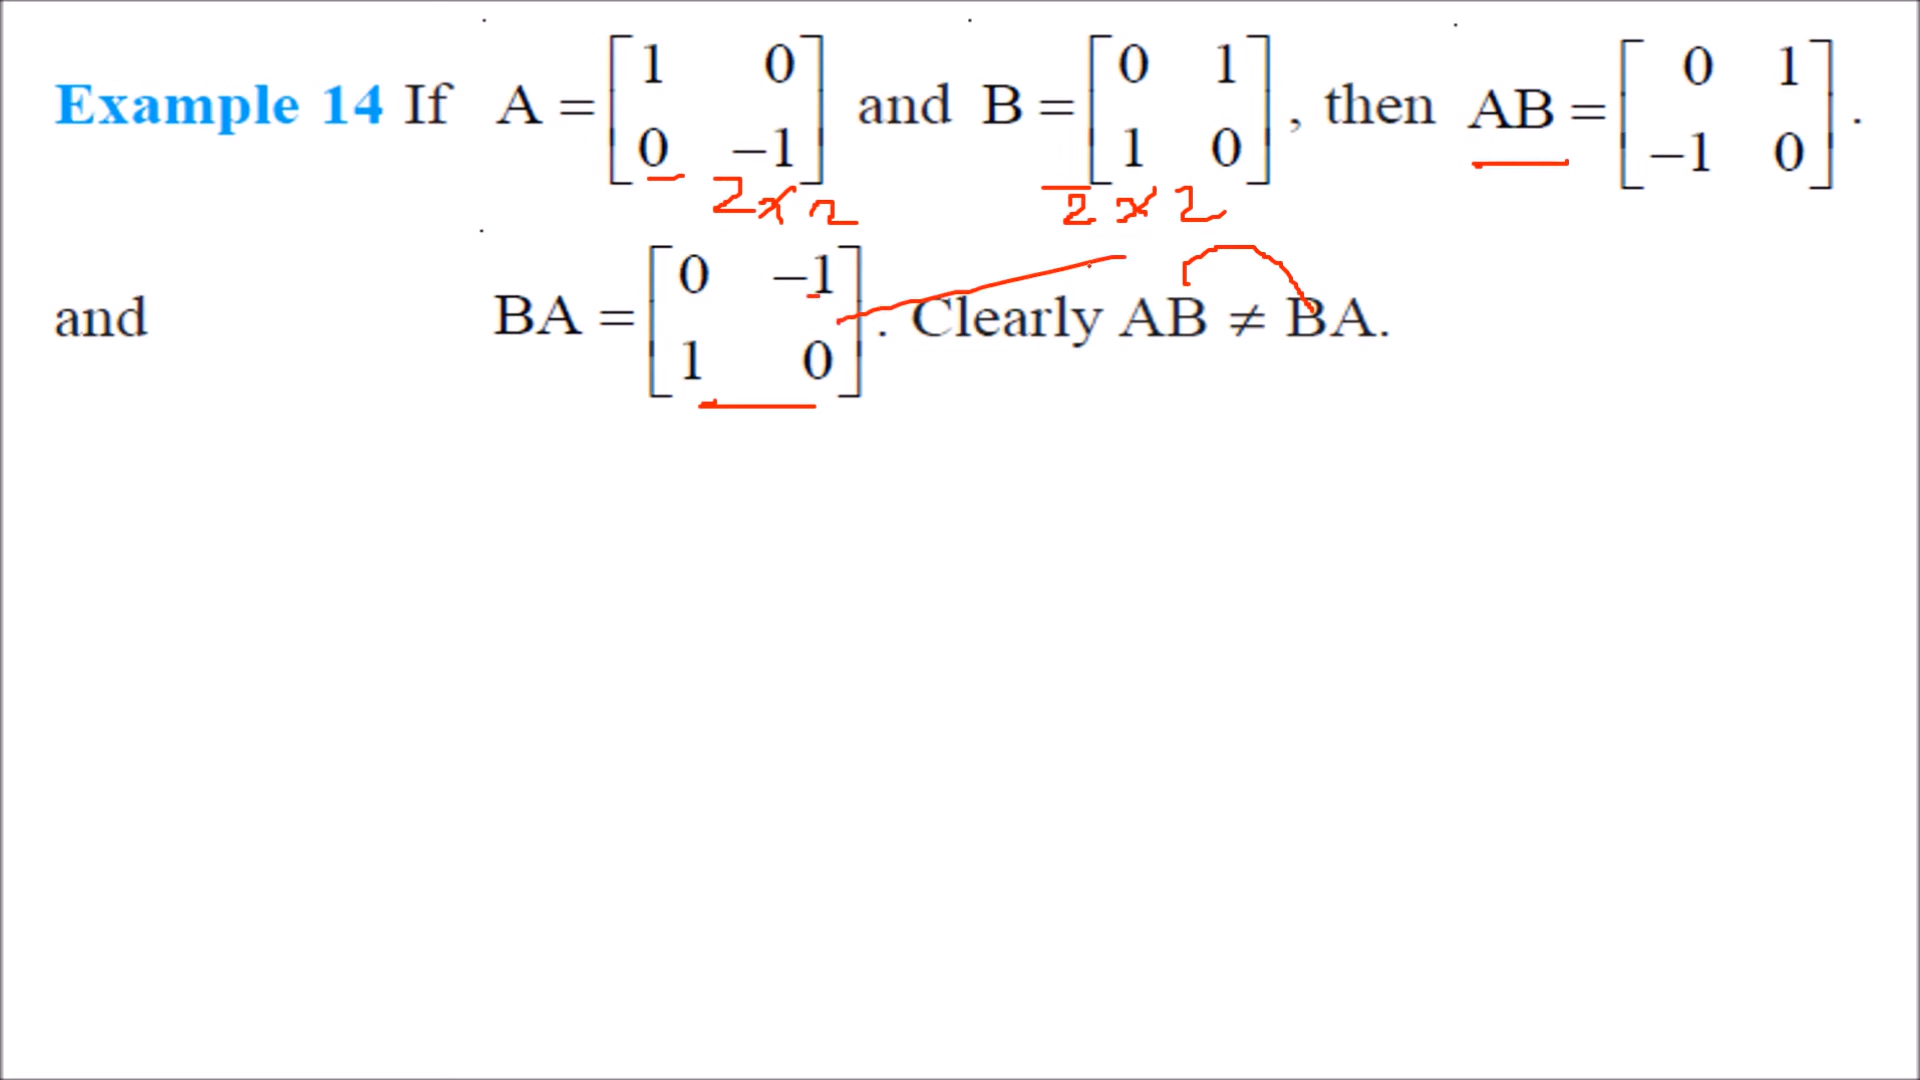 Example 14 If A = [1 0; 0 −1] and B = [0 1; 1 0], then AB = [0 1; −1 0].
2 x 2 2 x 2
and BA = [0 −1; 1 0]. Clearly AB ≠ BA.